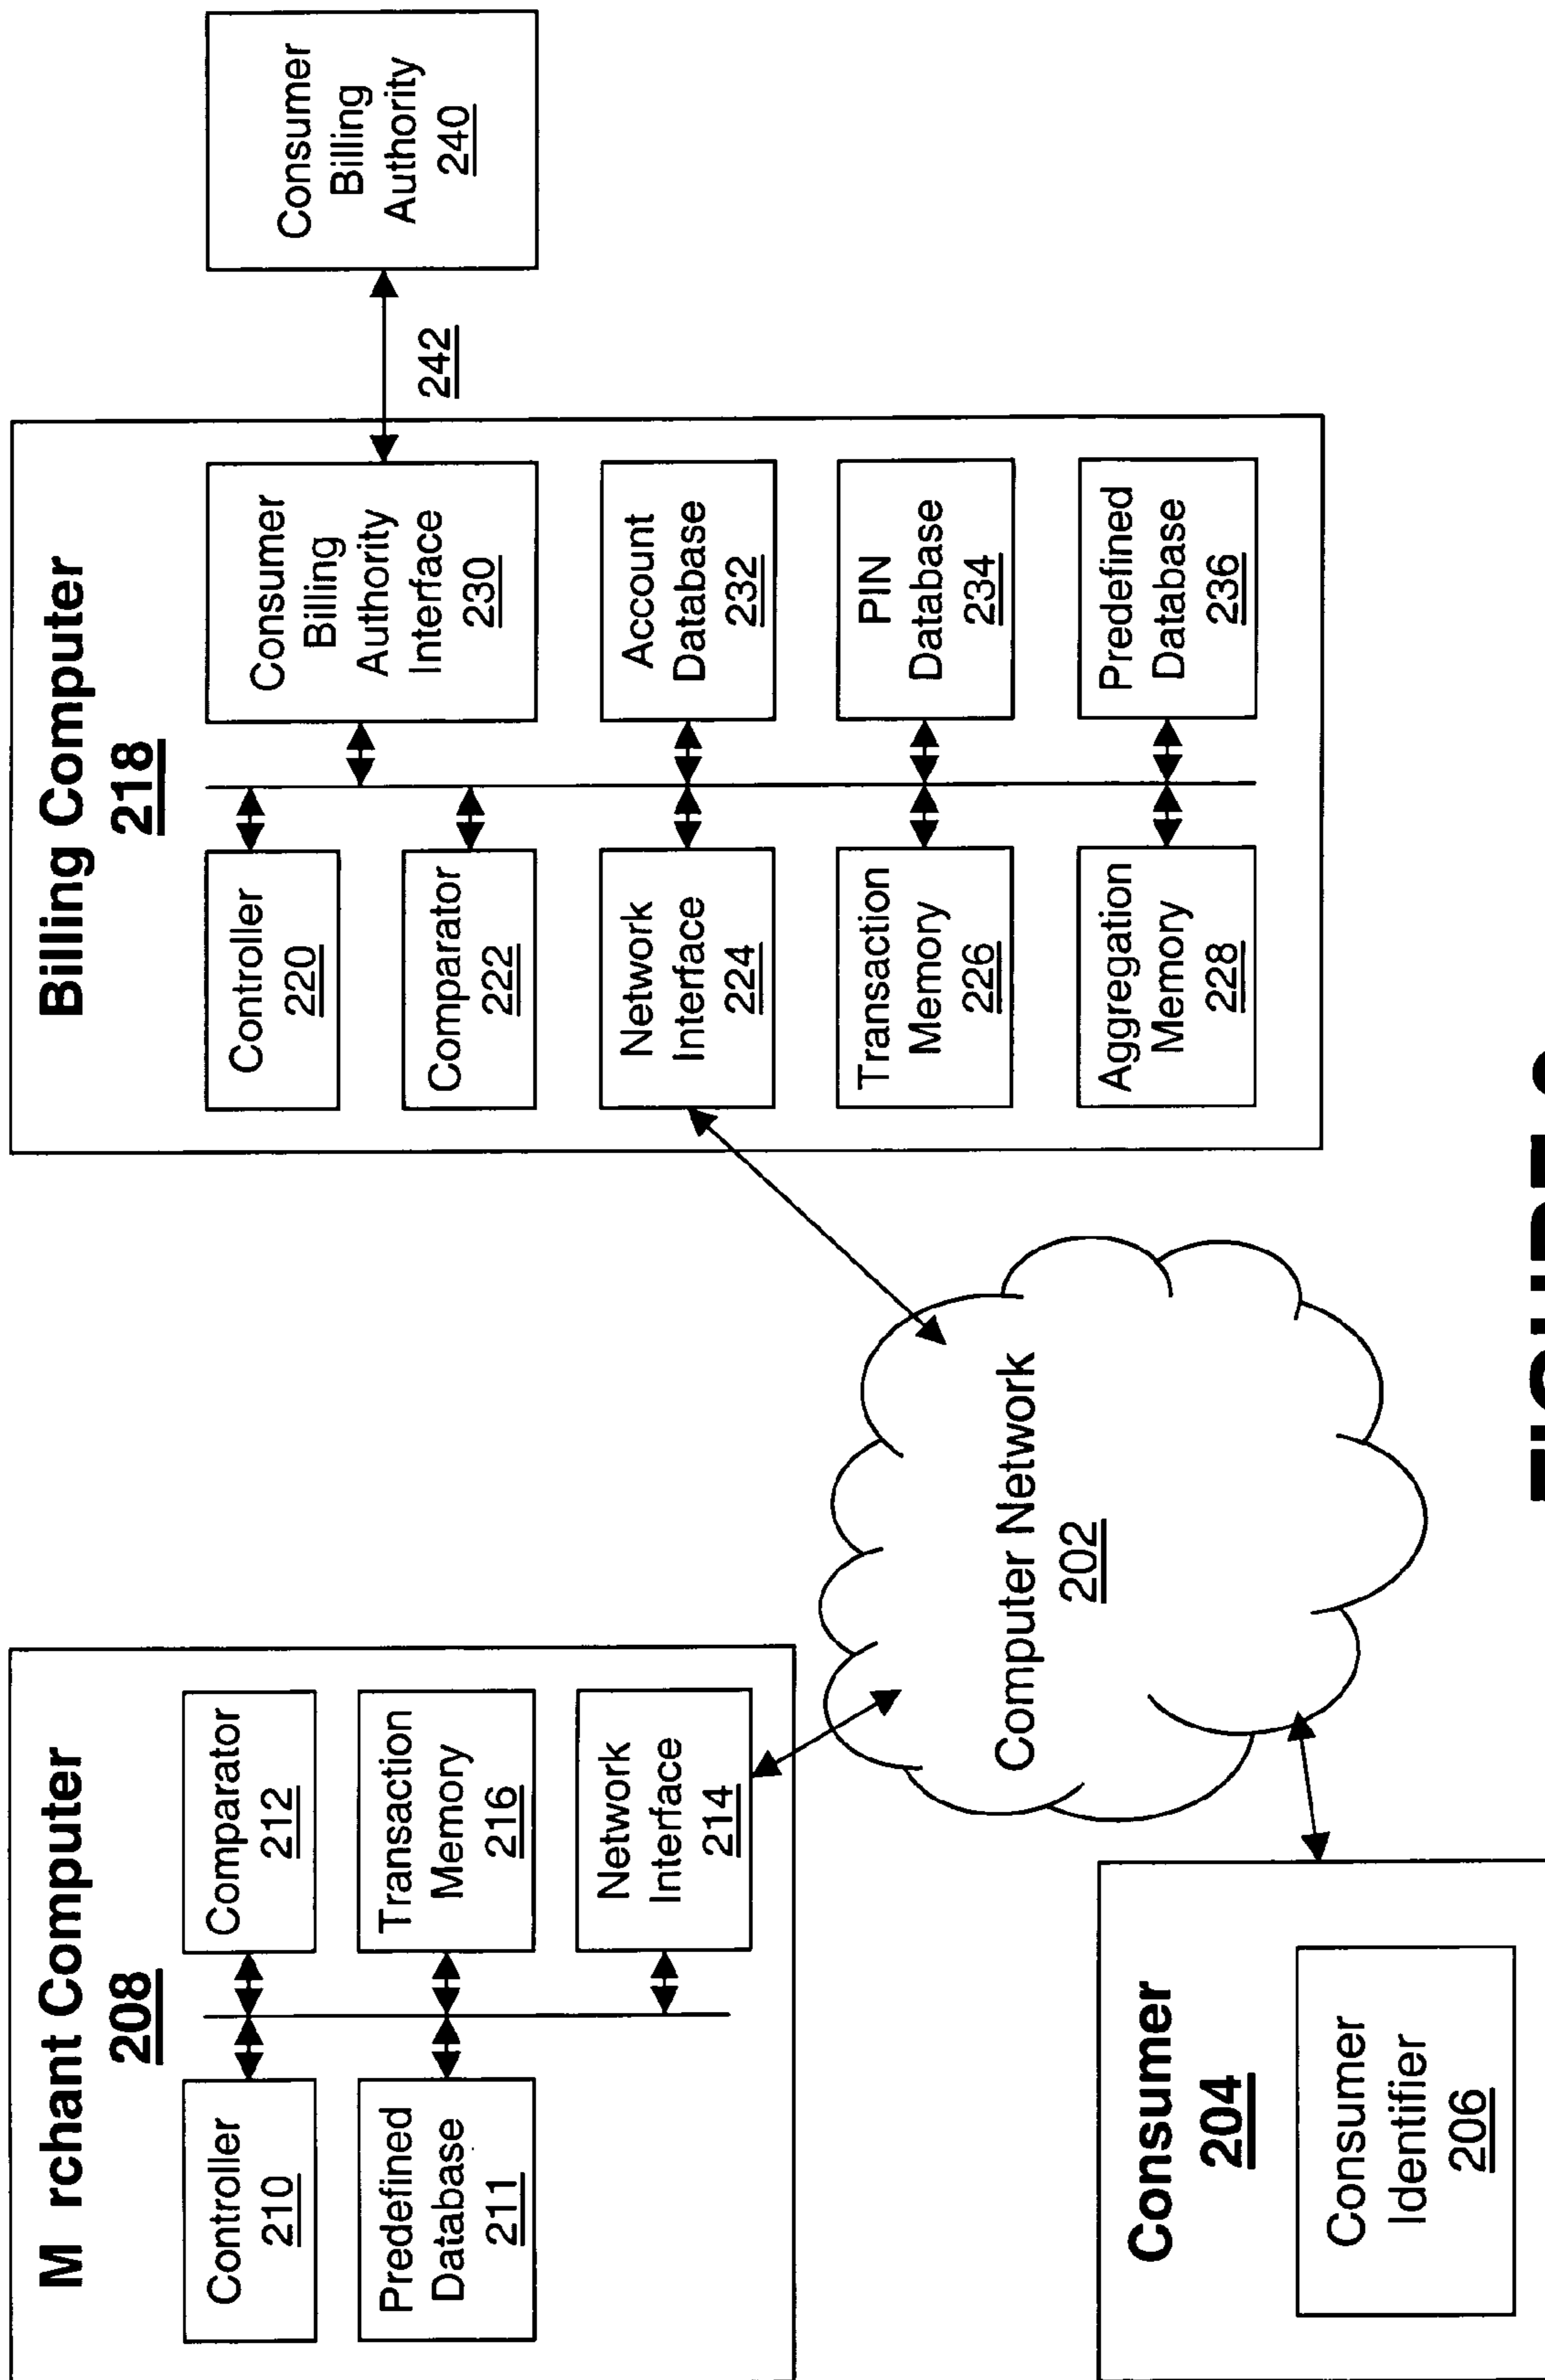 M rchant Computer
208
Controller
210
Comparator
212
Predefined
Database
211
Transaction
Memory
216
Network
Interface
214
Billing Computer
218
Controller
220
Consumer
Billing
Authority
Interface
230
242
Consumer
Billing
Authority
240
Comparator
222
Network
Interface
224
Account
Database
232
Transaction
Memory
226
PIN
Database
234
Aggregation
Memory
228
Predefined
Database
236
Computer Network
202
Consumer
204
Consumer
Identifier
206